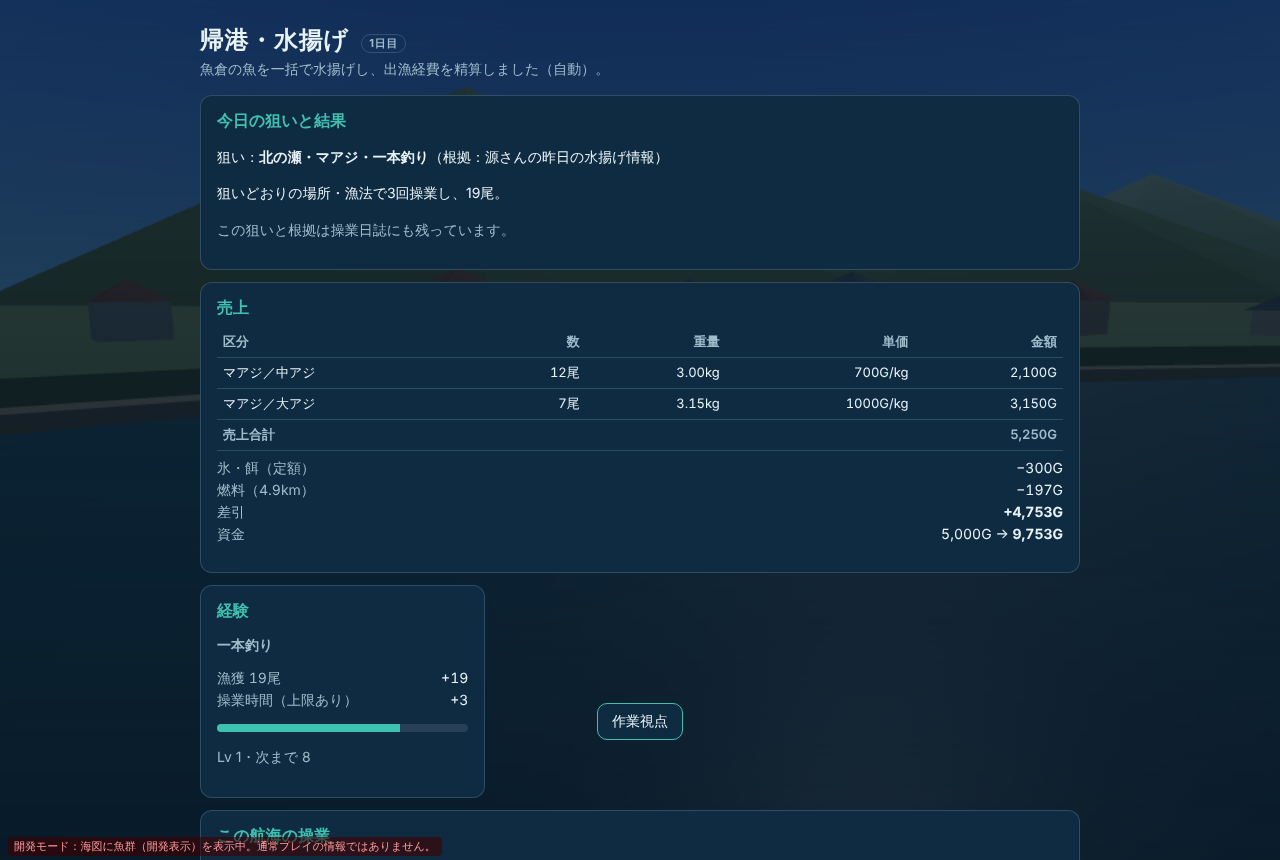 帰港・水揚げ 1日目
魚倉の魚を一括で水揚げし、出漁経費を精算しました（自動）。
今日の狙いと結果
狙い：北の瀬・マアジ・一本釣り（根拠：源さんの昨日の水揚げ情報）
狙いどおりの場所・漁法で3回操業し、19尾。
この狙いと根拠は操業日誌にも残っています。
売上
区分 数 重量 単価 金額
マアジ／中アジ 12尾 3.00kg 700G/kg 2,100G
マアジ／大アジ 7尾 3.15kg 1000G/kg 3,150G
売上合計 5,250G
氷・餌（定額） −300G
燃料（4.9km） −197G
差引 +4,753G
資金 5,000G → 9,753G
経験
一本釣り
漁獲 19尾 +19
操業時間（上限あり） +3
Lv 1・次まで 8
作業視点
この航海の操業
開発モード：海図に魚群（開発表示）を表示中。通常プレイの情報ではありません。